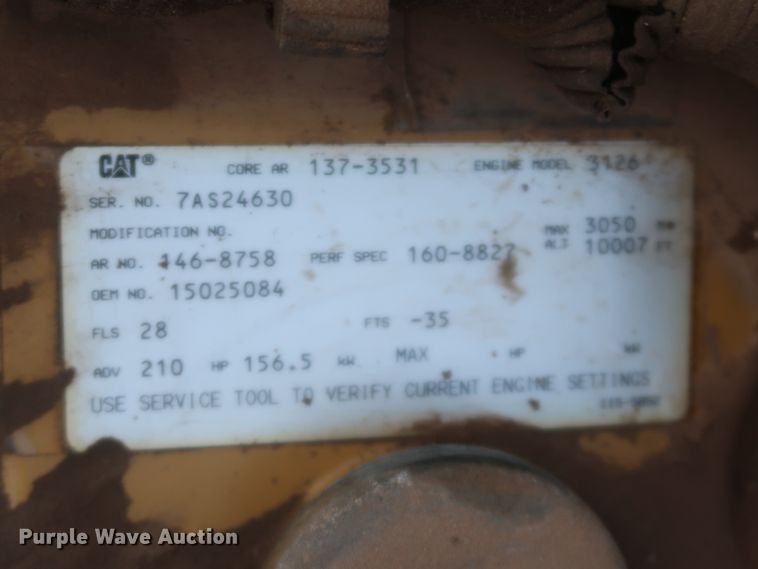 CAT® CORE AR 137-3531 ENGINE MODEL 3126
SER. NO. 7AS24630
MODIFICATION NO. MAX 3050
AR NO. 146-8758 PERF SPEC 160-8827 ALT 10007 FT
OEM NO. 15025084
FLS 28 FTS -35
ADV 210 HP 156.5 kW MAX HP kW
USE SERVICE TOOL TO VERIFY CURRENT ENGINE SETTINGS
Purple Wave Auction